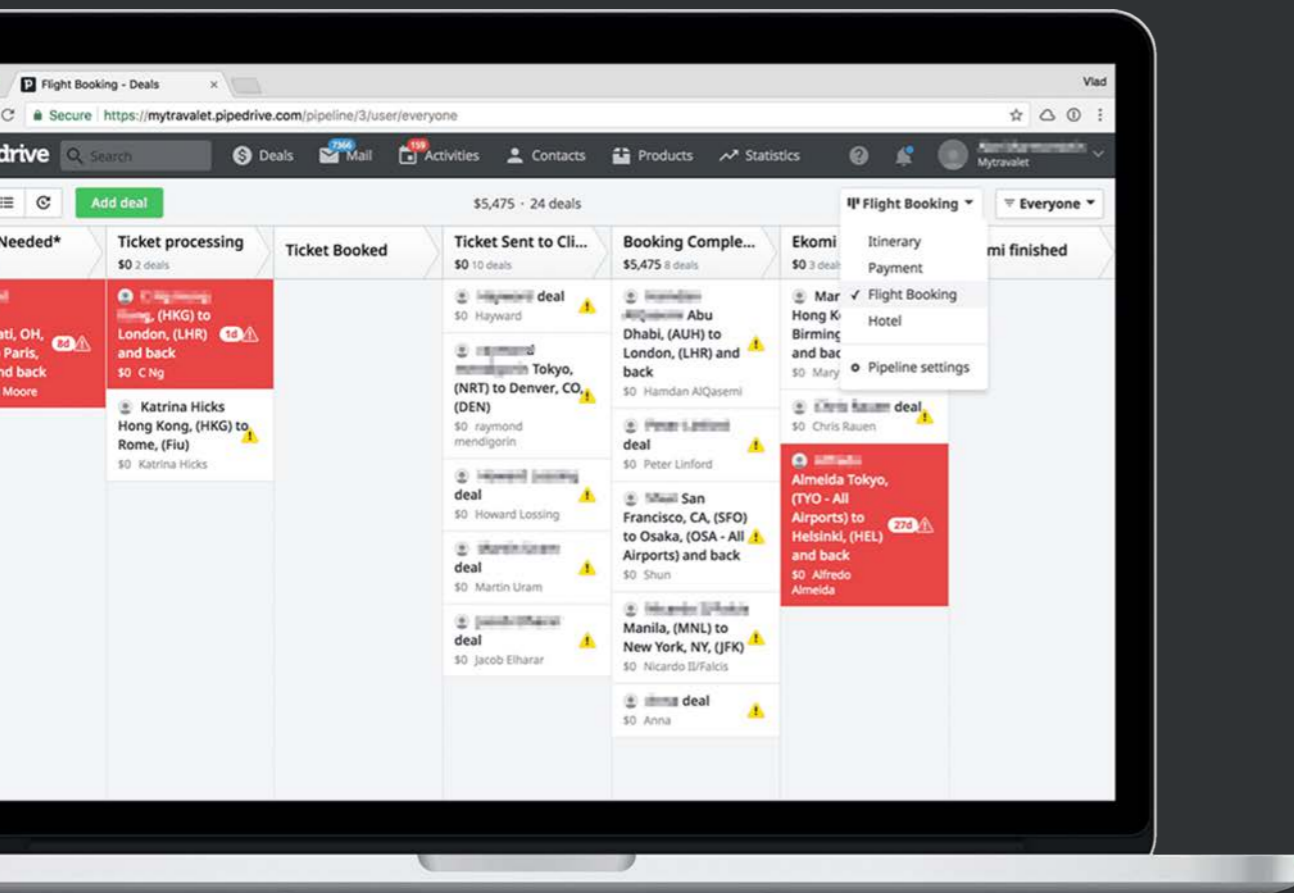 Flight Booking - Deals ×
Vlad
Secure https://mytravalet.pipedrive.com/pipeline/3/user/everyone
drive Search Deals 7366 Mail 159 Activities Contacts Products Statistics ?
Mytravalet
Add deal $5,475 · 24 deals Flight Booking Everyone
Needed*
Ticket processing
$0 2 deals
Ticket Booked
Ticket Sent to Cli...
$0 10 deals
Booking Comple...
$5,475 8 deals
Ekomi
$0 3 deal
mi finished
Itinerary
Payment
✓ Flight Booking
Hotel
Pipeline settings
ati, OH,
Paris,
nd back
Moore
8d
(HKG) to
London, (LHR)
and back
$0 C Ng
1d
Katrina Hicks
Hong Kong, (HKG) to
Rome, (Fiu)
$0 Katrina Hicks
deal
$0 Hayward
Tokyo,
(NRT) to Denver, CO,
(DEN)
$0 raymond
mendigorin
deal
$0 Howard Lossing
deal
$0 Martin Uram
deal
$0 Jacob Elharar
Abu
Dhabi, (AUH) to
London, (LHR) and
back
$0 Hamdan AlQasemi
deal
$0 Peter Linford
San
Francisco, CA, (SFO)
to Osaka, (OSA - All
Airports) and back
$0 Shun
Manila, (MNL) to
New York, NY, (JFK)
$0 Nicardo II/Falcis
deal
$0 Anna
Mar
Hong K
Birming
and bac
$0 Mary
deal
$0 Chris Rauen
Almeida Tokyo,
(TYO - All
Airports) to
Helsinki, (HEL)
and back
$0 Alfredo
Almeida
27d